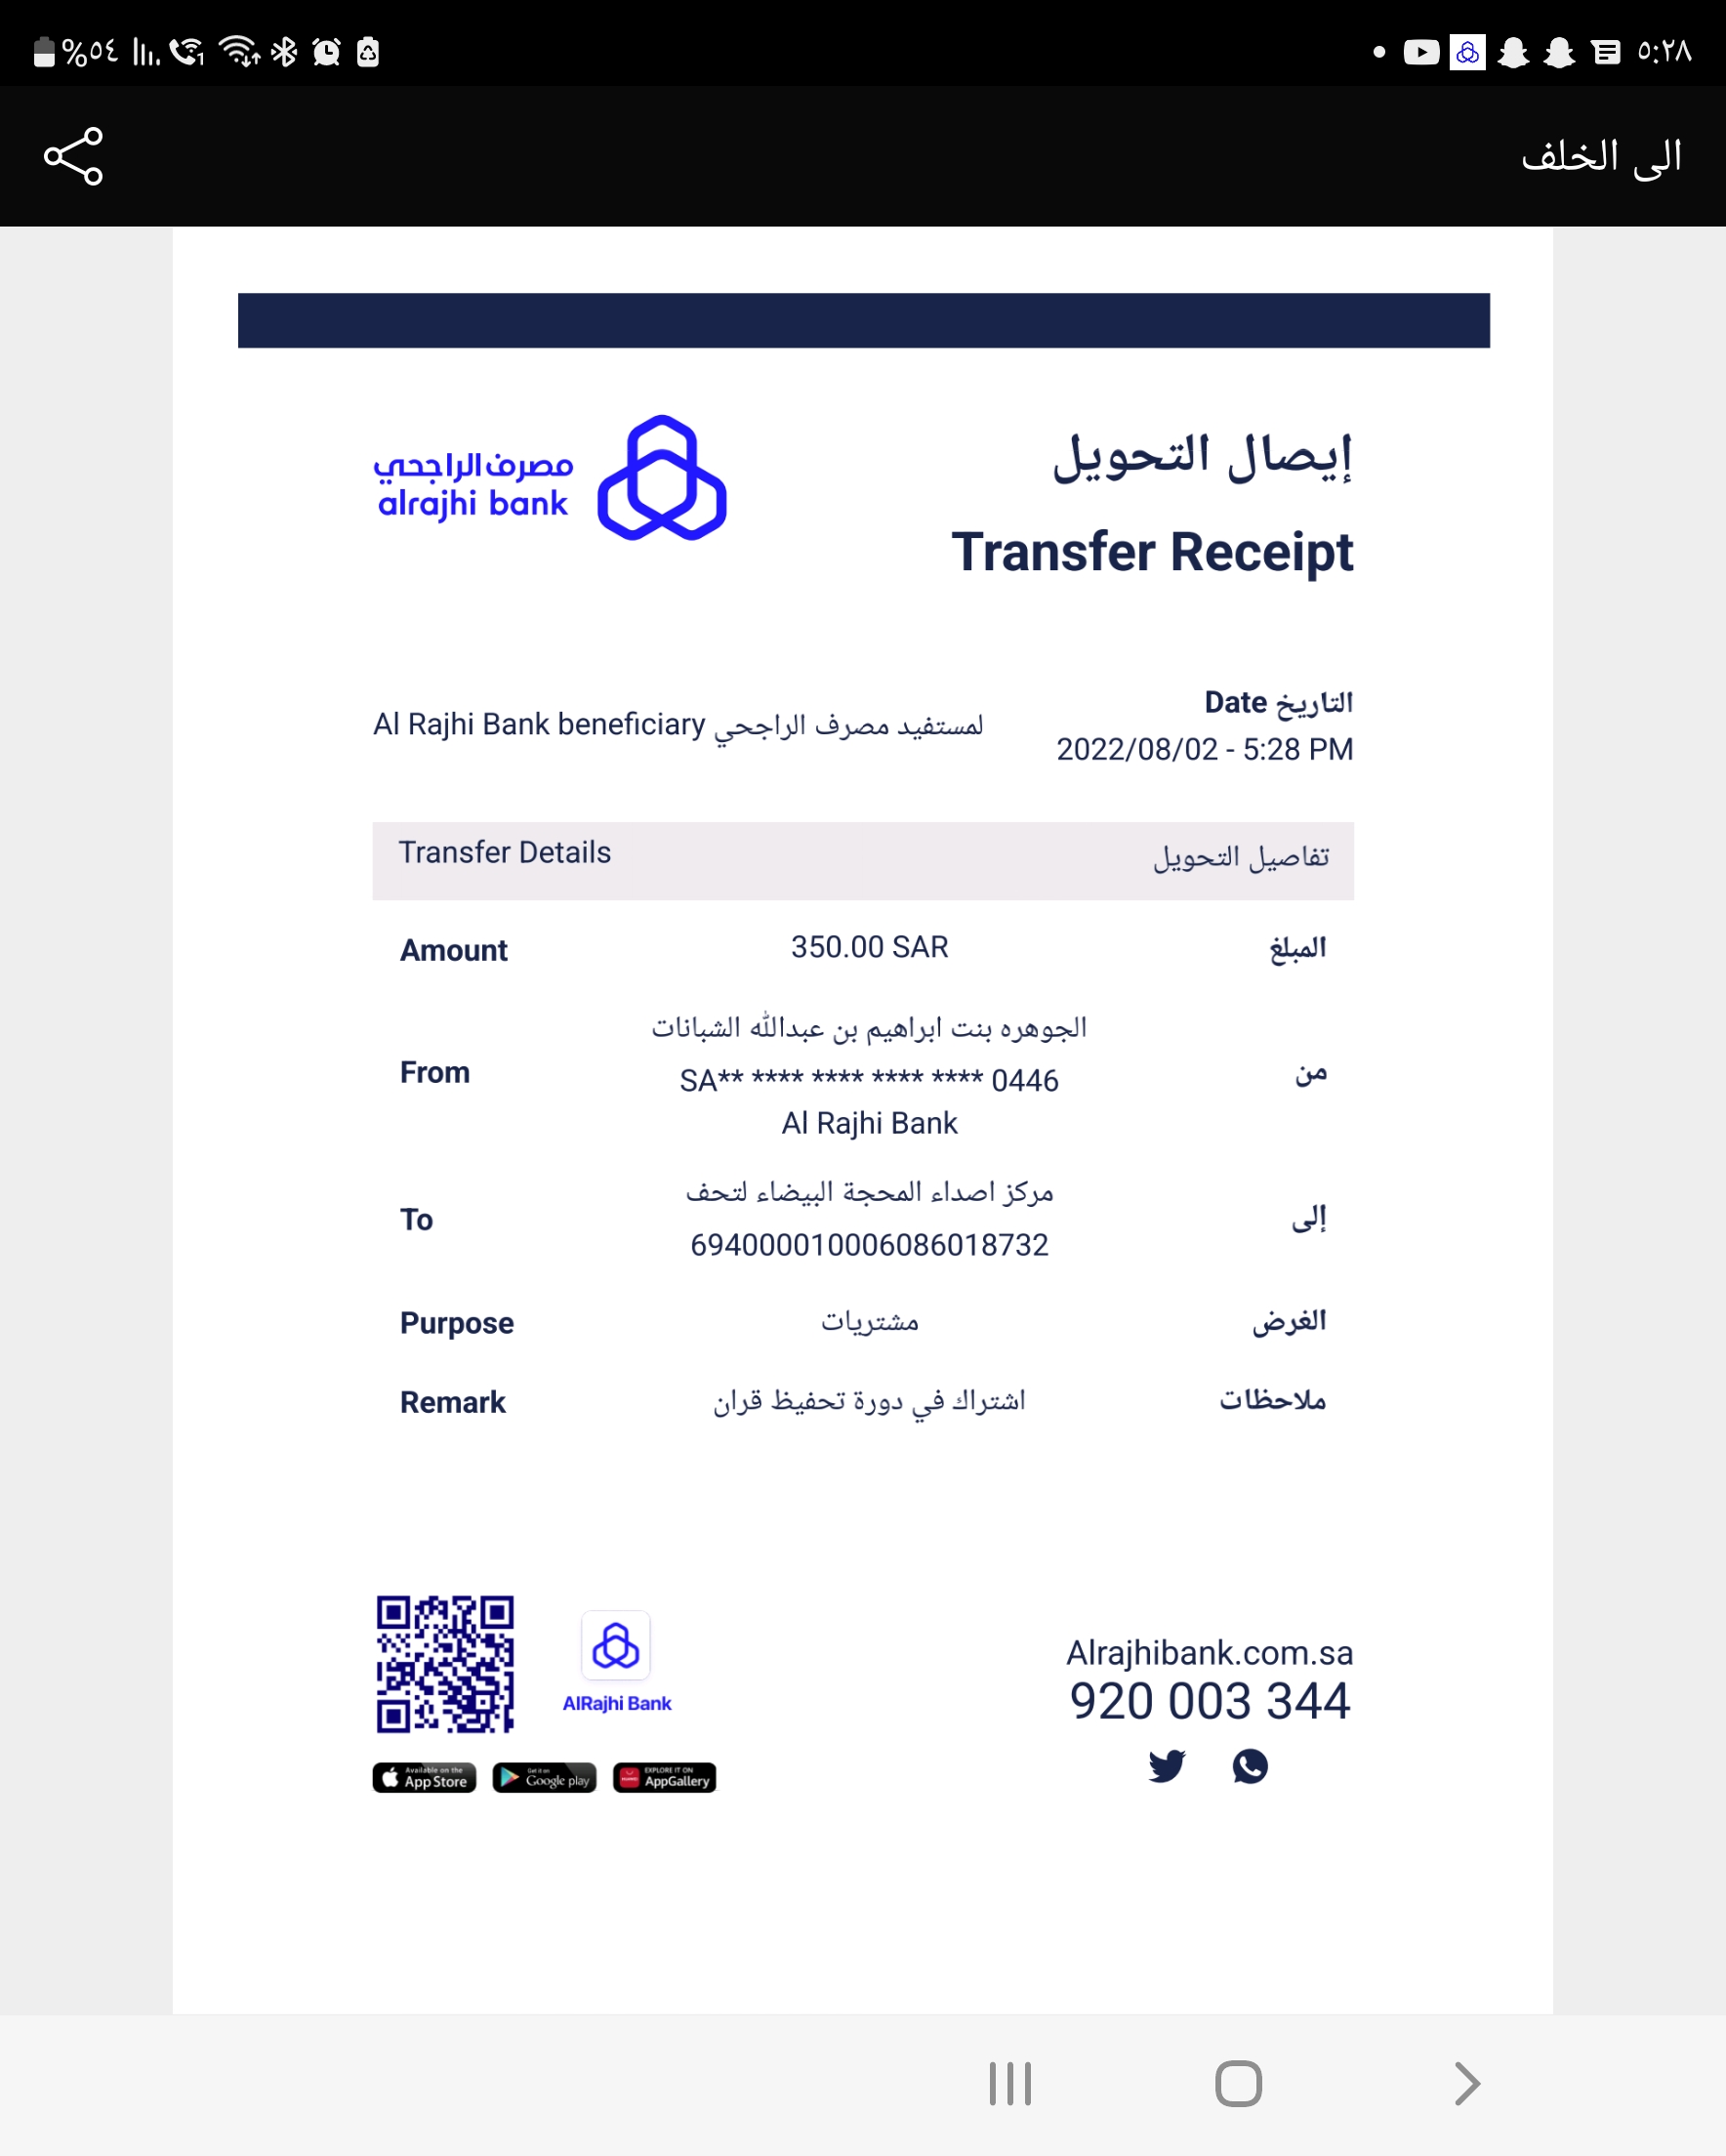 %٥٤
٥:٢٨
الى الخلف
مصرف الراجحي
alrajhi bank
إيصال التحويل
Transfer Receipt
التاريخ Date
2022/08/02 - 5:28 PM
Al Rajhi Bank beneficiary لمستفيد مصرف الراجحي
Transfer Details تفاصيل التحويل
Amount 350.00 SAR المبلغ
الجوهره بنت ابراهيم بن عبدالله الشبانات
From SA** **** **** **** **** 0446 من
Al Rajhi Bank
مركز اصداء المحجة البيضاء لتحف
To 694000010006086018732 إلى
Purpose مشتريات الغرض
Remark اشتراك في دورة تحفيظ قران ملاحظات
AlRajhi Bank
Alrajhibank.com.sa
920 003 344
Available on the App Store
Get it on Google play
EXPLORE IT ON AppGallery